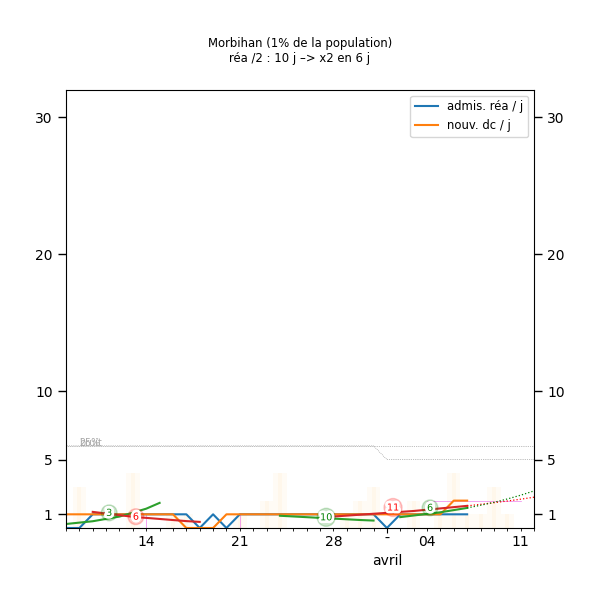 Morbihan (1% de la population)
réa /2 : 10 j –> x2 en 6 j
admis. réa / j
nouv. dc / j
30 30
20 20
10 10
5 5
3 6 10 11 6
1 1
14 21 28 - 04 11
avril